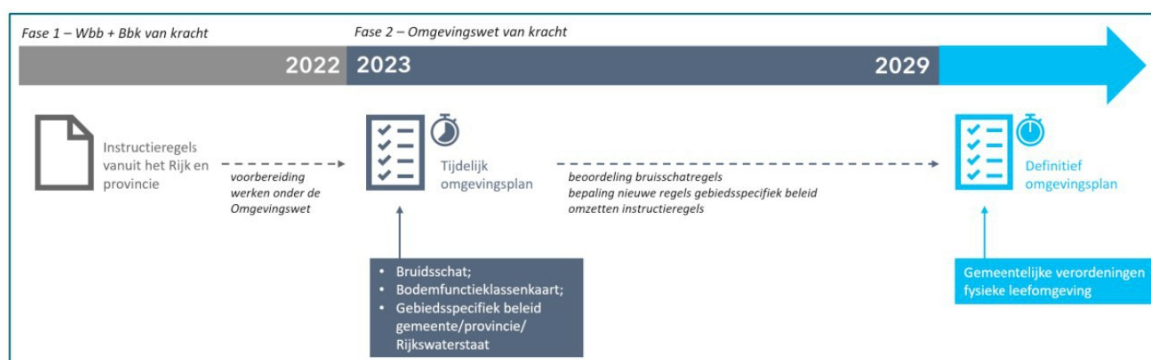 Fase 1 – Wbb + Bbk van kracht
Fase 2 – Omgevingswet van kracht
2022
2023
2029
Instructieregels
vanuit het Rijk en
provincie
voorbereiding
werken onder de
Omgevingswet
Tijdelijk
omgevingsplan
beoordeling bruisschatregels
bepaling nieuwe regels gebiedsspecifiek beleid
omzetten instructieregels
Definitief
omgevingsplan
• Bruidsschat;
• Bodemfunctieklassenkaart;
• Gebiedsspecifiek beleid
gemeente/provincie/
Rijkswaterstaat
Gemeentelijke verordeningen
fysieke leefomgeving